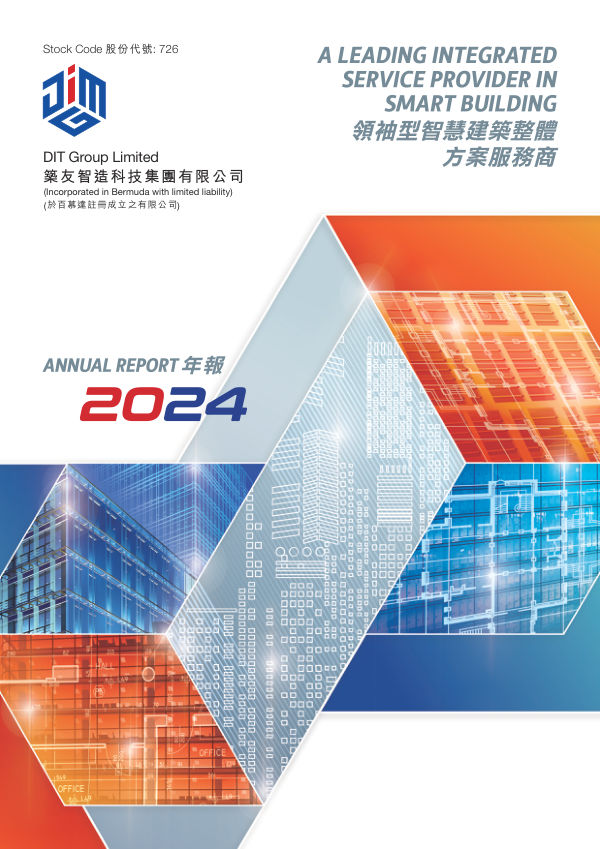 Stock Code 股份代號: 726
DIT Group Limited
築友智造科技集團有限公司
(Incorporated in Bermuda with limited liability)
(於百慕達註冊成立之有限公司)
A LEADING INTEGRATED
SERVICE PROVIDER IN
SMART BUILDING
領袖型智慧建築整體
方案服務商
ANNUAL REPORT 年報
2024
HALL
OFFICE
OFFICE